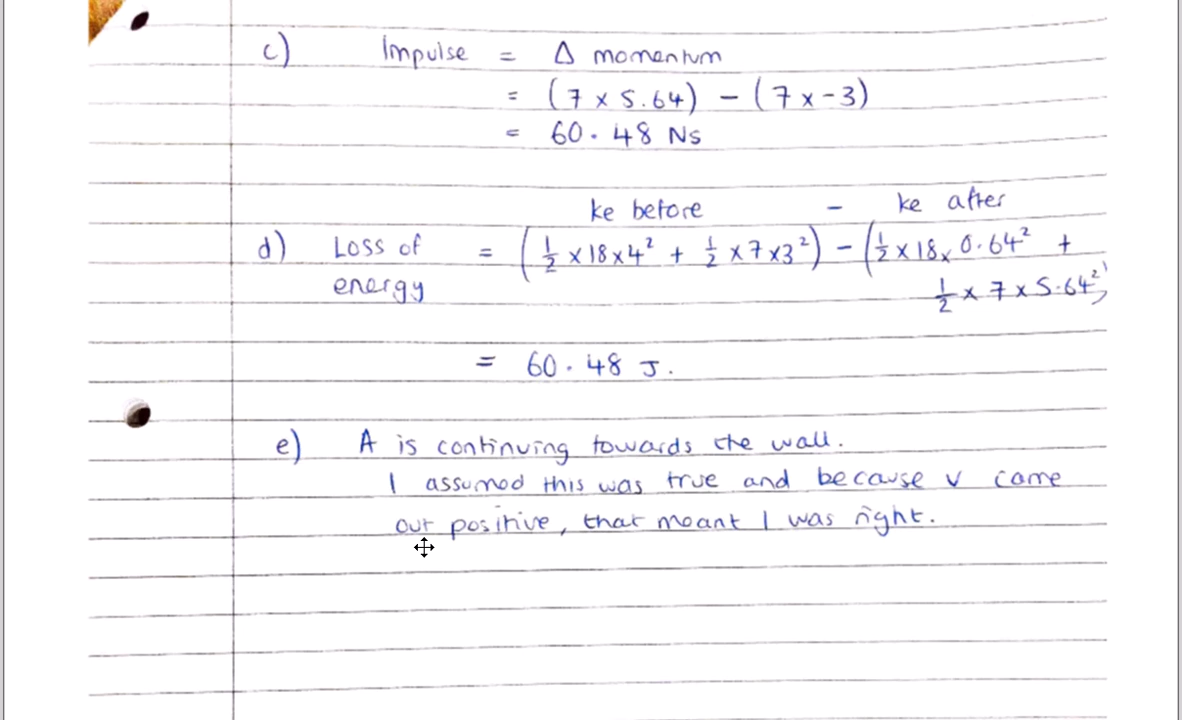 c) Impulse = Δ momentum
= (7 x 5.64) - (7 x -3)
= 60.48 Ns
ke before - ke after
d) Loss of = (½ x 18 x 4² + ½ x 7 x 3²) - (½ x 18 x 0.64² +
energy ½ x 7 x 5.64²)
= 60.48 J.
e) A is continuing towards the wall.
I assumed this was true and because v came
out positive, that meant I was right.